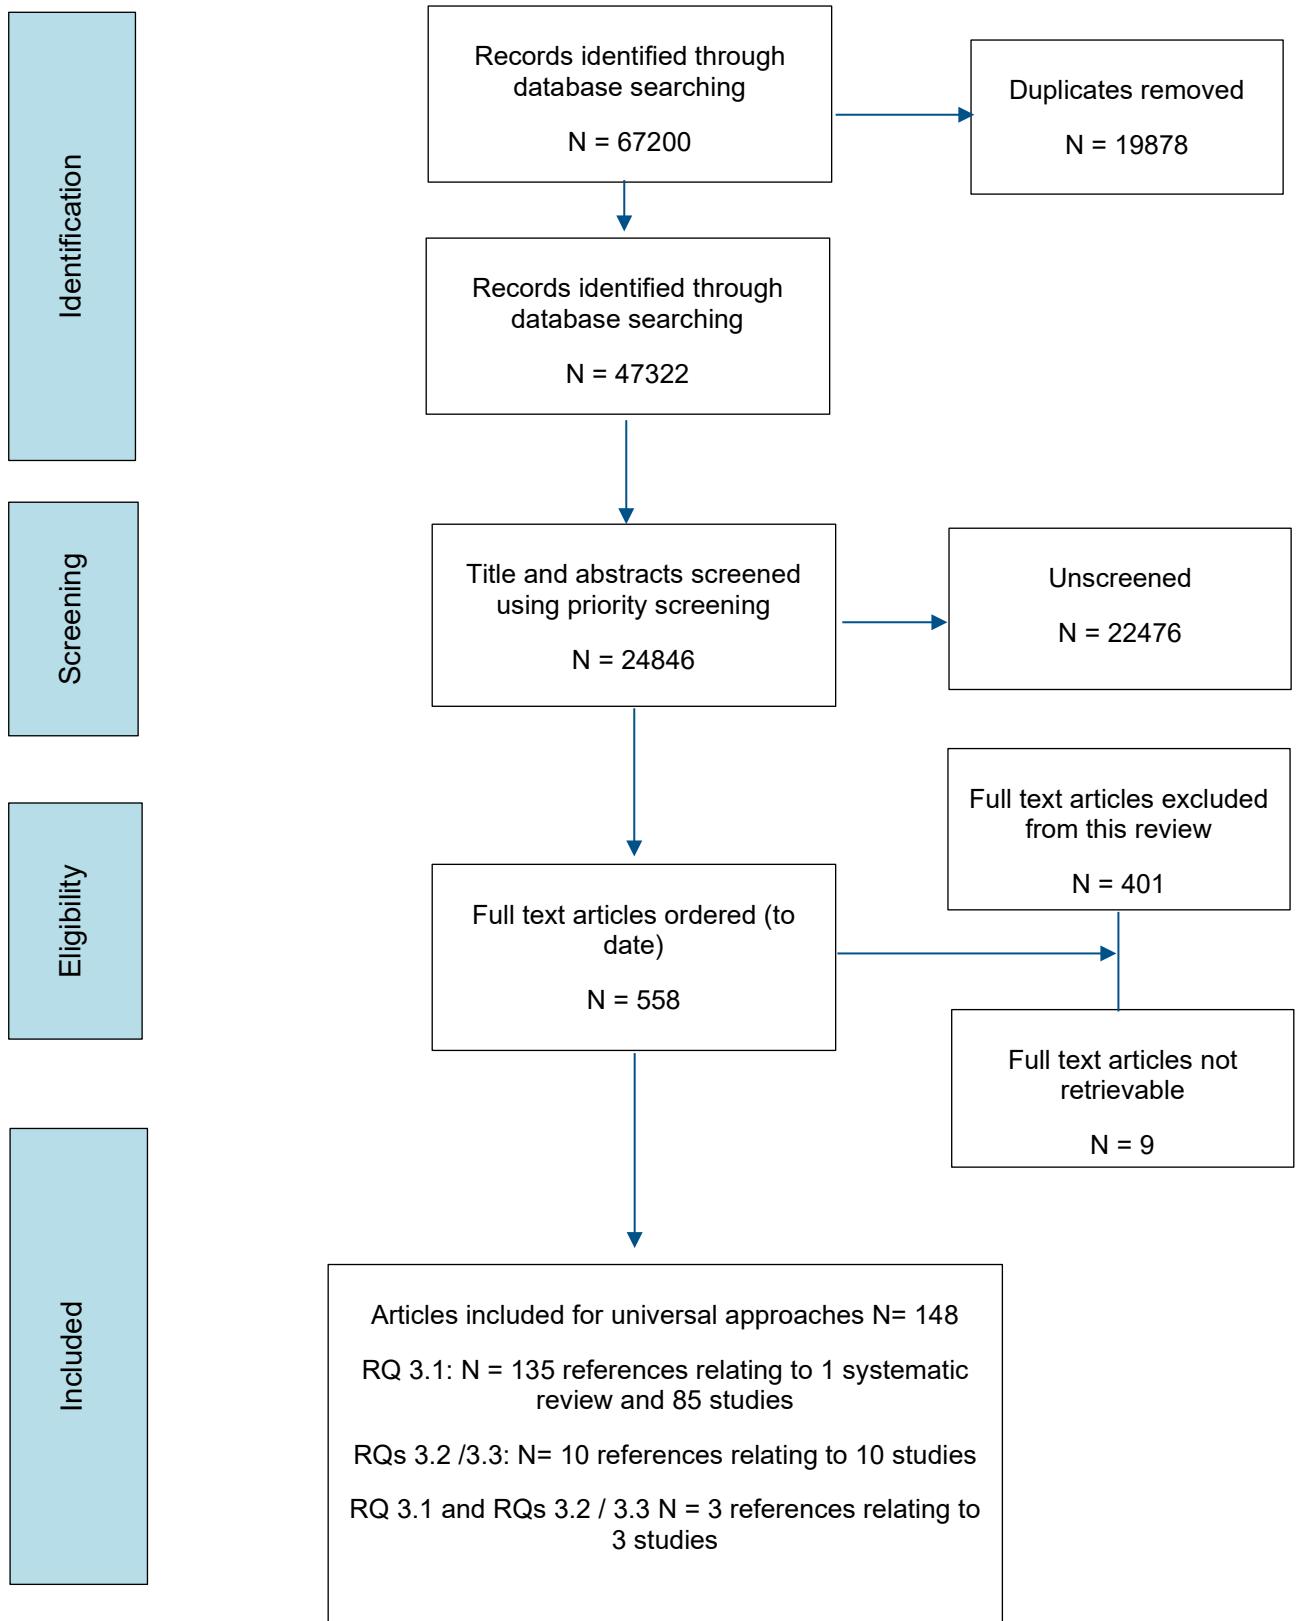 Identification
Records identified through
database searching
N = 67200
Duplicates removed
N = 19878
Records identified through
database searching
N = 47322
Screening
Title and abstracts screened
using priority screening
N = 24846
Unscreened
N = 22476
Eligibility
Full text articles excluded
from this review
N = 401
Full text articles ordered (to
date)
N = 558
Full text articles not
retrievable
N = 9
Included
Articles included for universal approaches N= 148
RQ 3.1: N = 135 references relating to 1 systematic
review and 85 studies
RQs 3.2 /3.3: N= 10 references relating to 10 studies
RQ 3.1 and RQs 3.2 / 3.3 N = 3 references relating to
3 studies